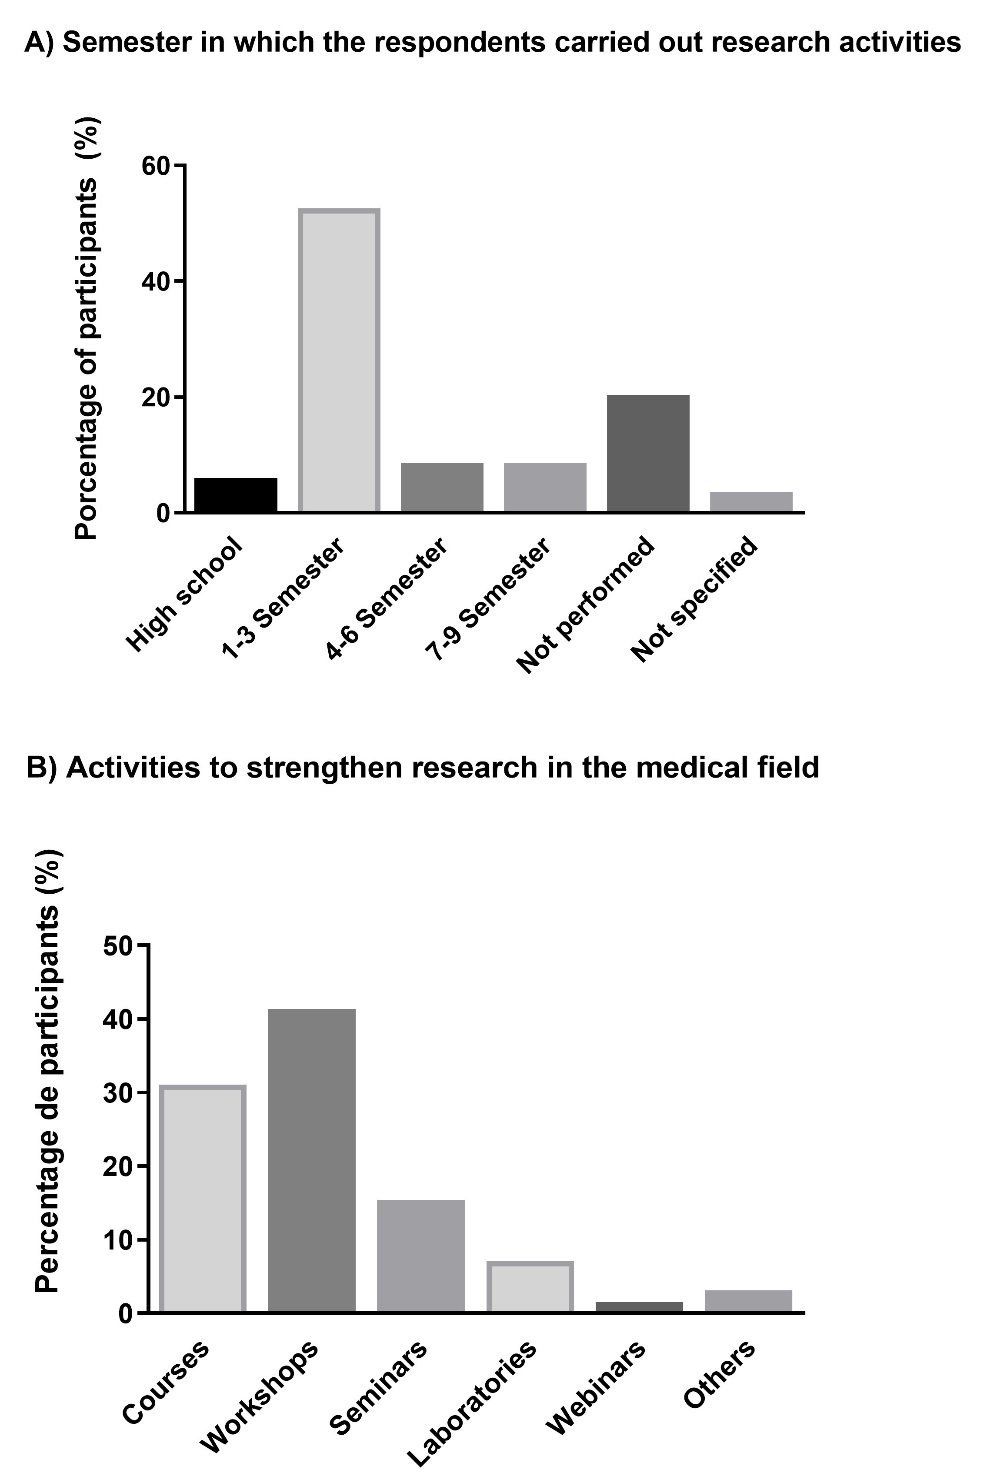 A) Semester in which the respondents carried out research activities
Porcentage of participants (%)
60
40
20
0
High school
1-3 Semester
4-6 Semester
7-9 Semester
Not performed
Not specified
B) Activities to strengthen research in the medical field
Percentage de participants (%)
50
40
30
20
10
0
Courses
Workshops
Seminars
Laboratories
Webinars
Others